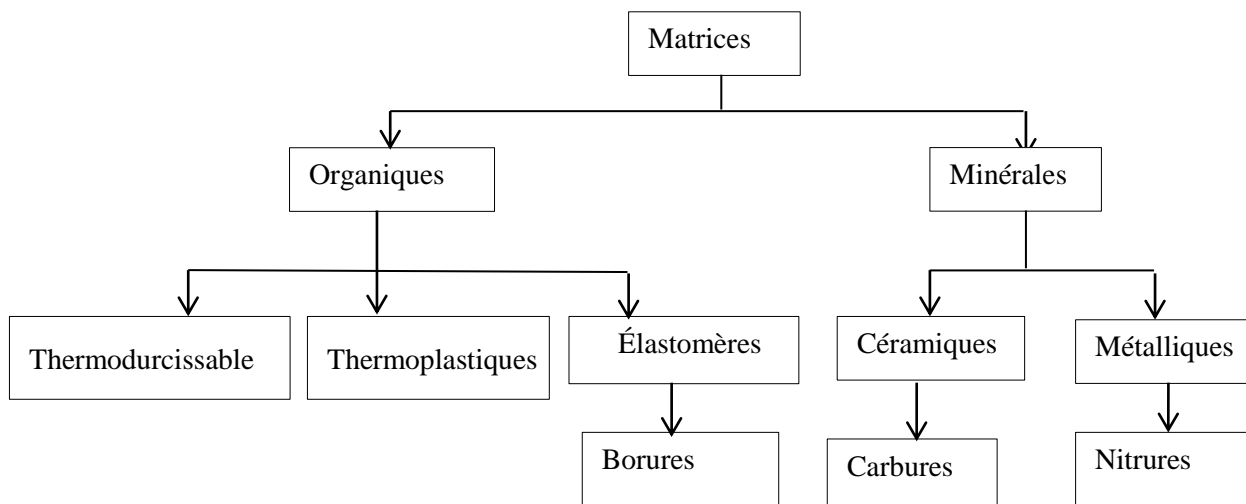 Matrices
Organiques
Minérales
Thermodurcissable
Thermoplastiques
Élastomères
Céramiques
Métalliques
Borures
Carbures
Nitrures